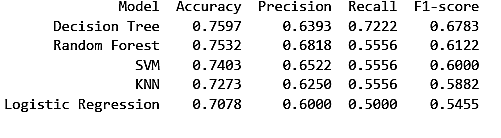 Model Accuracy Precision Recall F1-score
Decision Tree 0.7597 0.6393 0.7222 0.6783
Random Forest 0.7532 0.6818 0.5556 0.6122
SVM 0.7403 0.6522 0.5556 0.6000
KNN 0.7273 0.6250 0.5556 0.5882
Logistic Regression 0.7078 0.6000 0.5000 0.5455